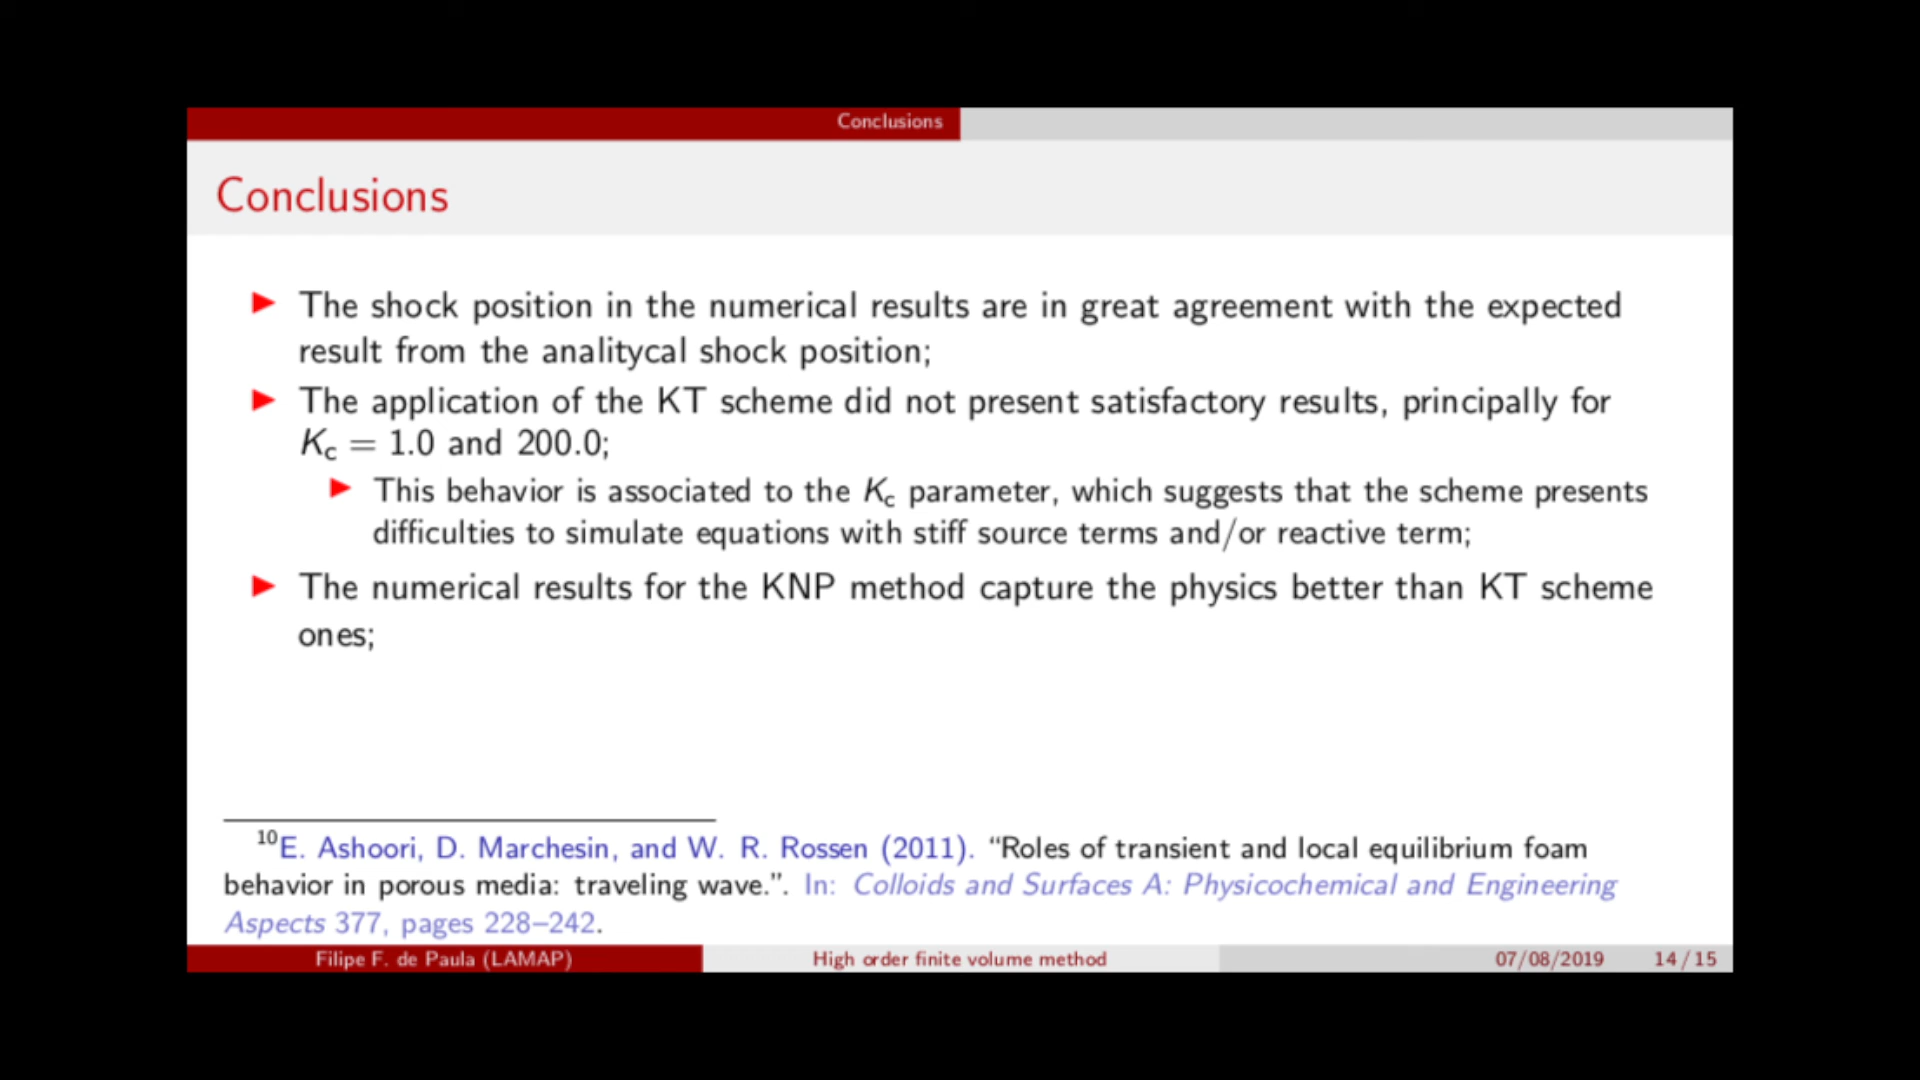 Conclusions
Conclusions
▶ The shock position in the numerical results are in great agreement with the expected
result from the analitycal shock position;
▶ The application of the KT scheme did not present satisfactory results, principally for
Kc = 1.0 and 200.0;
▶ This behavior is associated to the Kc parameter, which suggests that the scheme presents
difficulties to simulate equations with stiff source terms and/or reactive term;
▶ The numerical results for the KNP method capture the physics better than KT scheme
ones;
10E. Ashoori, D. Marchesin, and W. R. Rossen (2011). “Roles of transient and local equilibrium foam
behavior in porous media: traveling wave.”. In: Colloids and Surfaces A: Physicochemical and Engineering
Aspects 377, pages 228–242.
Filipe F. de Paula (LAMAP) High order finite volume method 07/08/2019 14 / 15